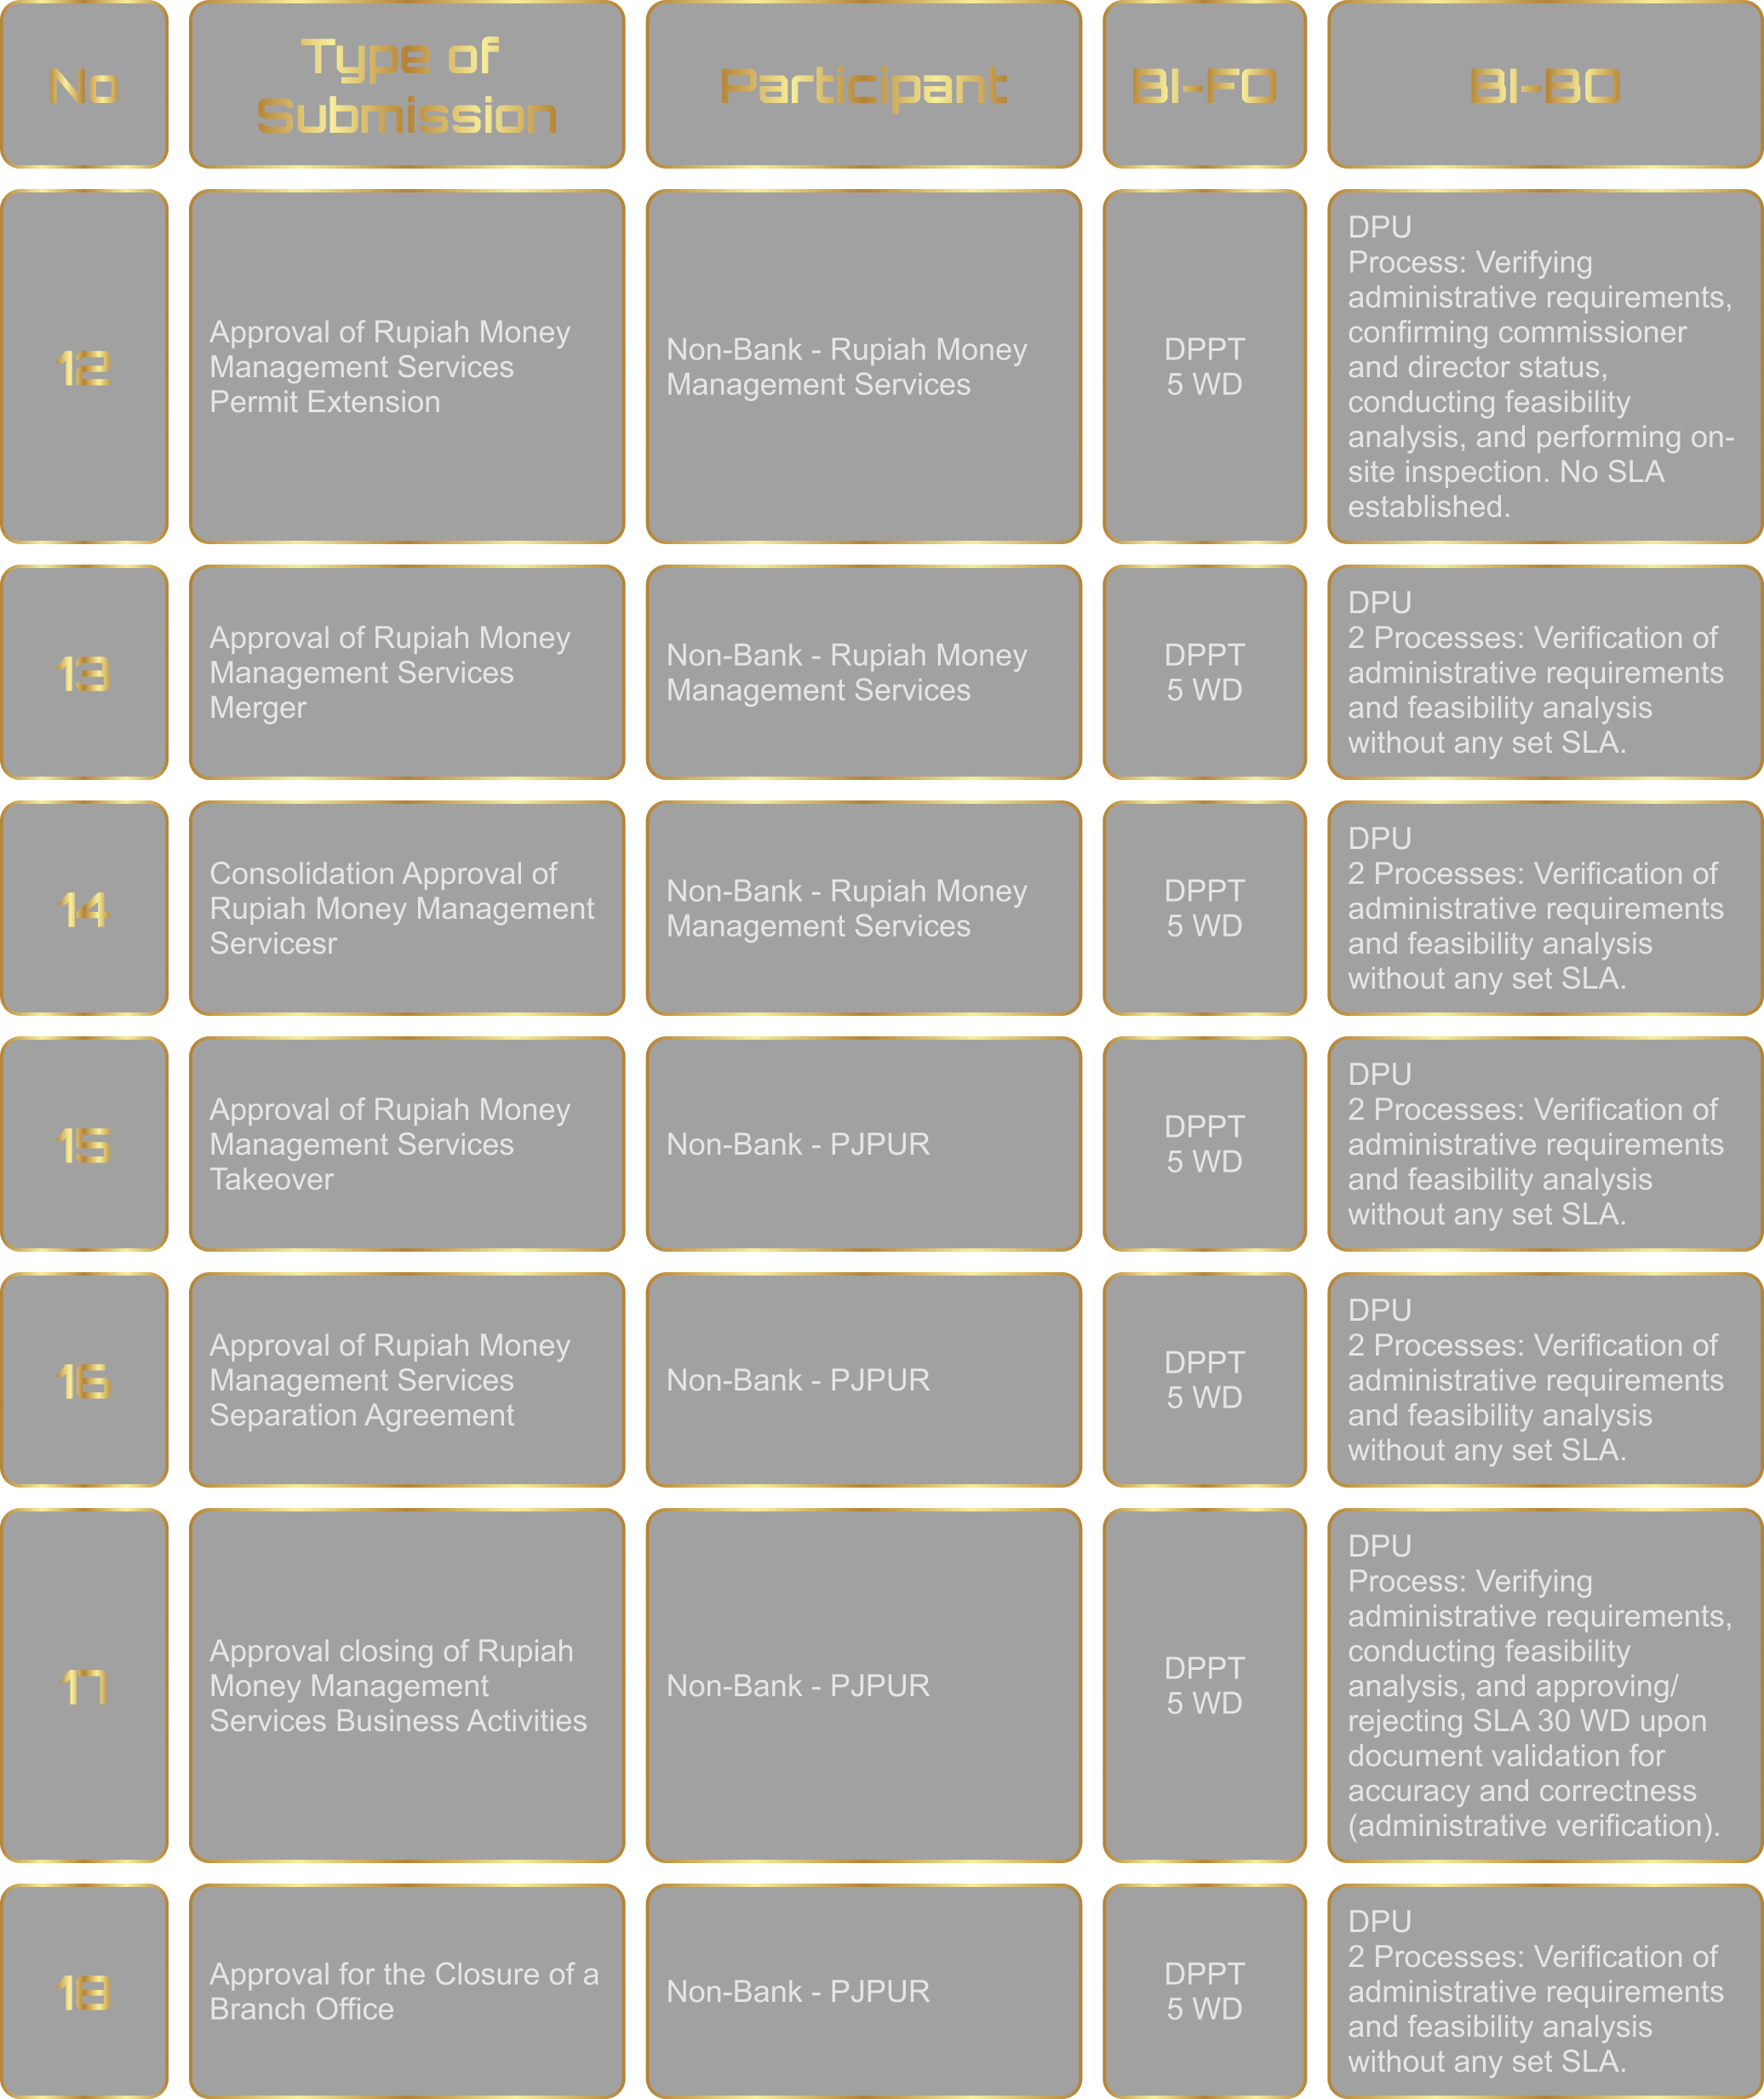 No
Type of
Submission
Participant
BI-FO
BI-BO
12
Approval of Rupiah Money
Management Services
Permit Extension
Non-Bank - Rupiah Money
Management Services
DPPT
5 WD
DPU
Process: Verifying
administrative requirements,
confirming commissioner
and director status,
conducting feasibility
analysis, and performing on-
site inspection. No SLA
established.
13
Approval of Rupiah Money
Management Services
Merger
Non-Bank - Rupiah Money
Management Services
DPPT
5 WD
DPU
2 Processes: Verification of
administrative requirements
and feasibility analysis
without any set SLA.
14
Consolidation Approval of
Rupiah Money Management
Servicesr
Non-Bank - Rupiah Money
Management Services
DPPT
5 WD
DPU
2 Processes: Verification of
administrative requirements
and feasibility analysis
without any set SLA.
15
Approval of Rupiah Money
Management Services
Takeover
Non-Bank - PJPUR
DPPT
5 WD
DPU
2 Processes: Verification of
administrative requirements
and feasibility analysis
without any set SLA.
16
Approval of Rupiah Money
Management Services
Separation Agreement
Non-Bank - PJPUR
DPPT
5 WD
DPU
2 Processes: Verification of
administrative requirements
and feasibility analysis
without any set SLA.
17
Approval closing of Rupiah
Money Management
Services Business Activities
Non-Bank - PJPUR
DPPT
5 WD
DPU
Process: Verifying
administrative requirements,
conducting feasibility
analysis, and approving/
rejecting SLA 30 WD upon
document validation for
accuracy and correctness
(administrative verification).
18
Approval for the Closure of a
Branch Office
Non-Bank - PJPUR
DPPT
5 WD
DPU
2 Processes: Verification of
administrative requirements
and feasibility analysis
without any set SLA.